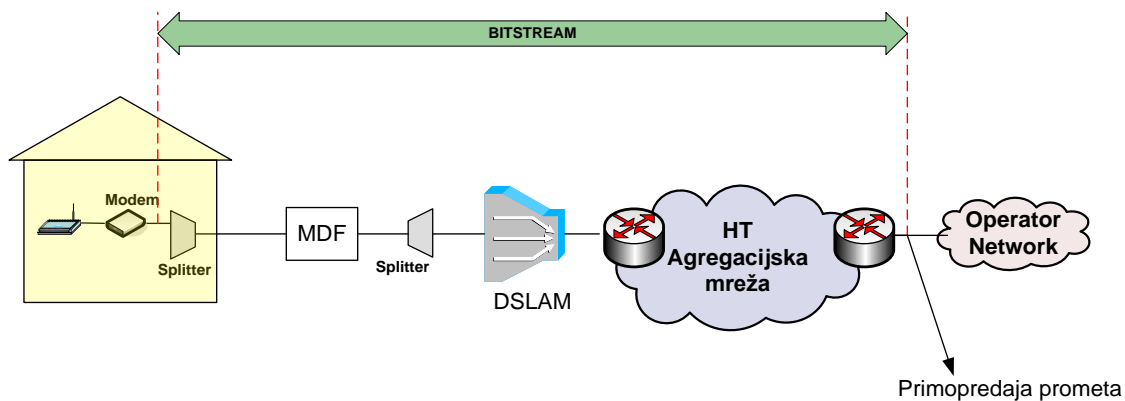 BITSTREAM
Modem
Splitter
MDF
Splitter
DSLAM
HT
Agregacijska
mreža
Operator
Network
Primopredaja prometa